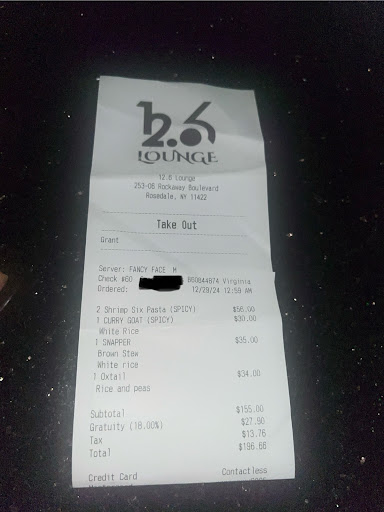 12.6
LOUNGE
12.6 Lounge
253-06 Rockaway Boulevard
Rosedale, NY 11422
Take Out
Grant
Server: FANCY FACE M
Check #60 660844874 Virginia
Ordered: 12/29/24 12:59 AM
2 Shrimp Six Pasta (SPICY) $56.00
1 CURRY GOAT (SPICY) $30.00
White Rice
1 SNAPPER $35.00
Brown Stew
White rice
1 Oxtail $34.00
Rice and peas
Subtotal $155.00
Gratuity (18.00%) $27.90
Tax $13.76
Total $196.66
Credit Card Contactless